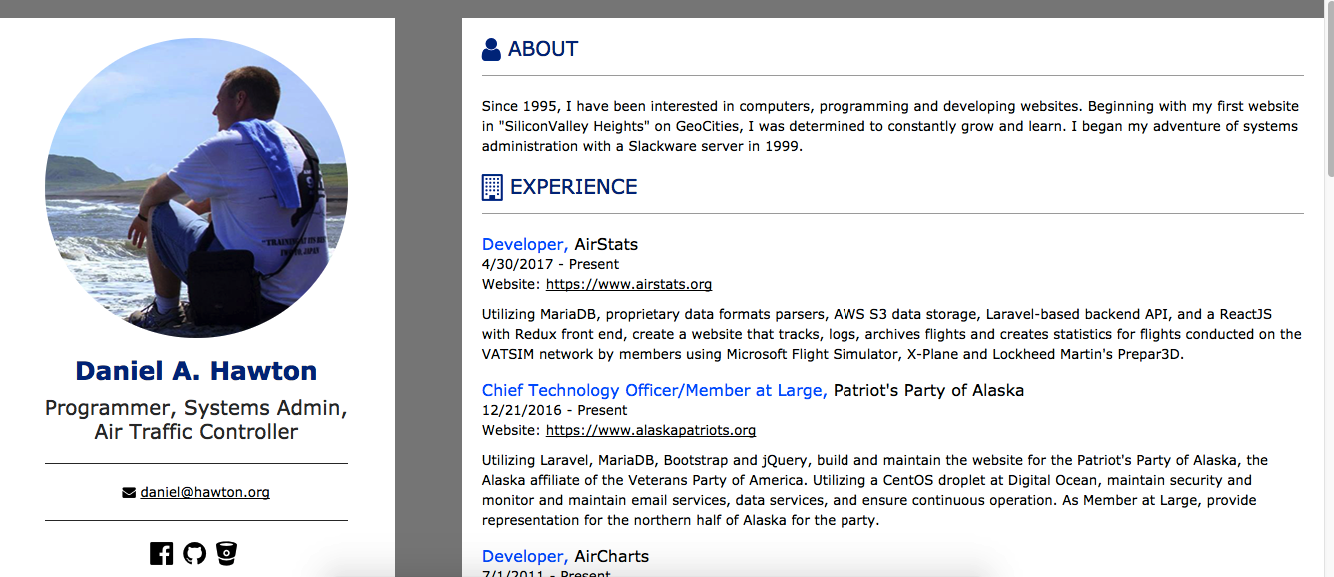 ABOUT
Since 1995, I have been interested in computers, programming and developing websites. Beginning with my first website
in "SiliconValley Heights" on GeoCities, I was determined to constantly grow and learn. I began my adventure of systems
administration with a Slackware server in 1999.
EXPERIENCE
Developer, AirStats
4/30/2017 - Present
Website: https://www.airstats.org
Utilizing MariaDB, proprietary data formats parsers, AWS S3 data storage, Laravel-based backend API, and a ReactJS
with Redux front end, create a website that tracks, logs, archives flights and creates statistics for flights conducted on the
VATSIM network by members using Microsoft Flight Simulator, X-Plane and Lockheed Martin's Prepar3D.
Chief Technology Officer/Member at Large, Patriot's Party of Alaska
12/21/2016 - Present
Website: https://www.alaskapatriots.org
Utilizing Laravel, MariaDB, Bootstrap and jQuery, build and maintain the website for the Patriot's Party of Alaska, the
Alaska affiliate of the Veterans Party of America. Utilizing a CentOS droplet at Digital Ocean, maintain security and
monitor and maintain email services, data services, and ensure continuous operation. As Member at Large, provide
representation for the northern half of Alaska for the party.
Developer, AirCharts
7/1/2011 - Present
"TRAINING AT ITS BEST
TO JAPAN
Daniel A. Hawton
Programmer, Systems Admin,
Air Traffic Controller
daniel@hawton.org